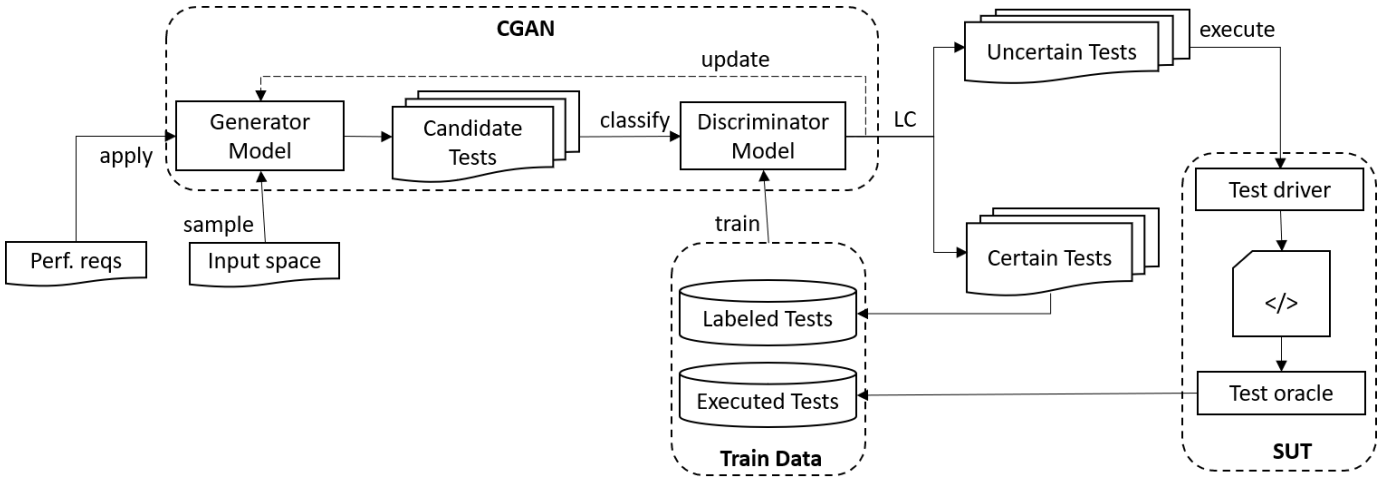 CGAN
execute
Uncertain Tests
update
Generator
Model
Candidate
Tests
classify
Discriminator
Model
LC
apply
Test driver
sample
train
Perf. reqs
Input space
Certain Tests
</>
Labeled Tests
Test oracle
Executed Tests
Train Data
SUT